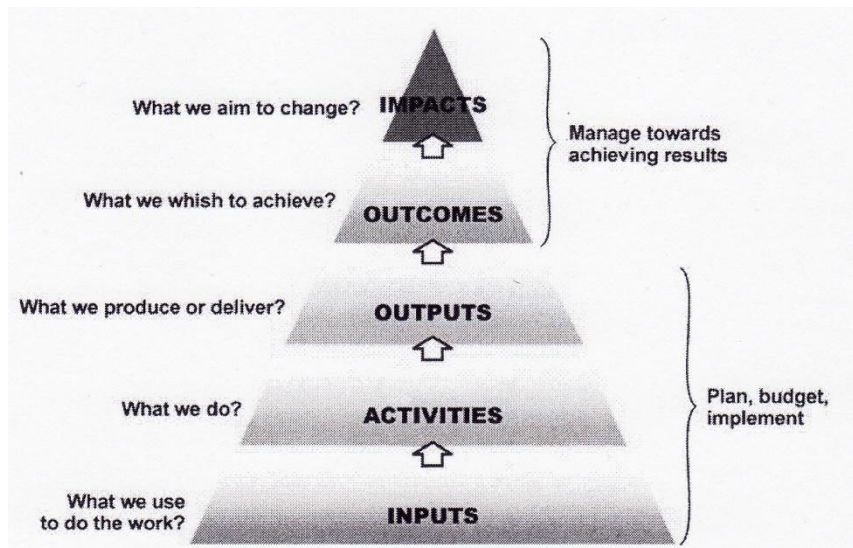 What we aim to change?
IMPACTS
Manage towards
achieving results
What we whish to achieve?
OUTCOMES
What we produce or deliver?
OUTPUTS
What we do?
ACTIVITIES
Plan, budget,
implement
What we use
to do the work?
INPUTS